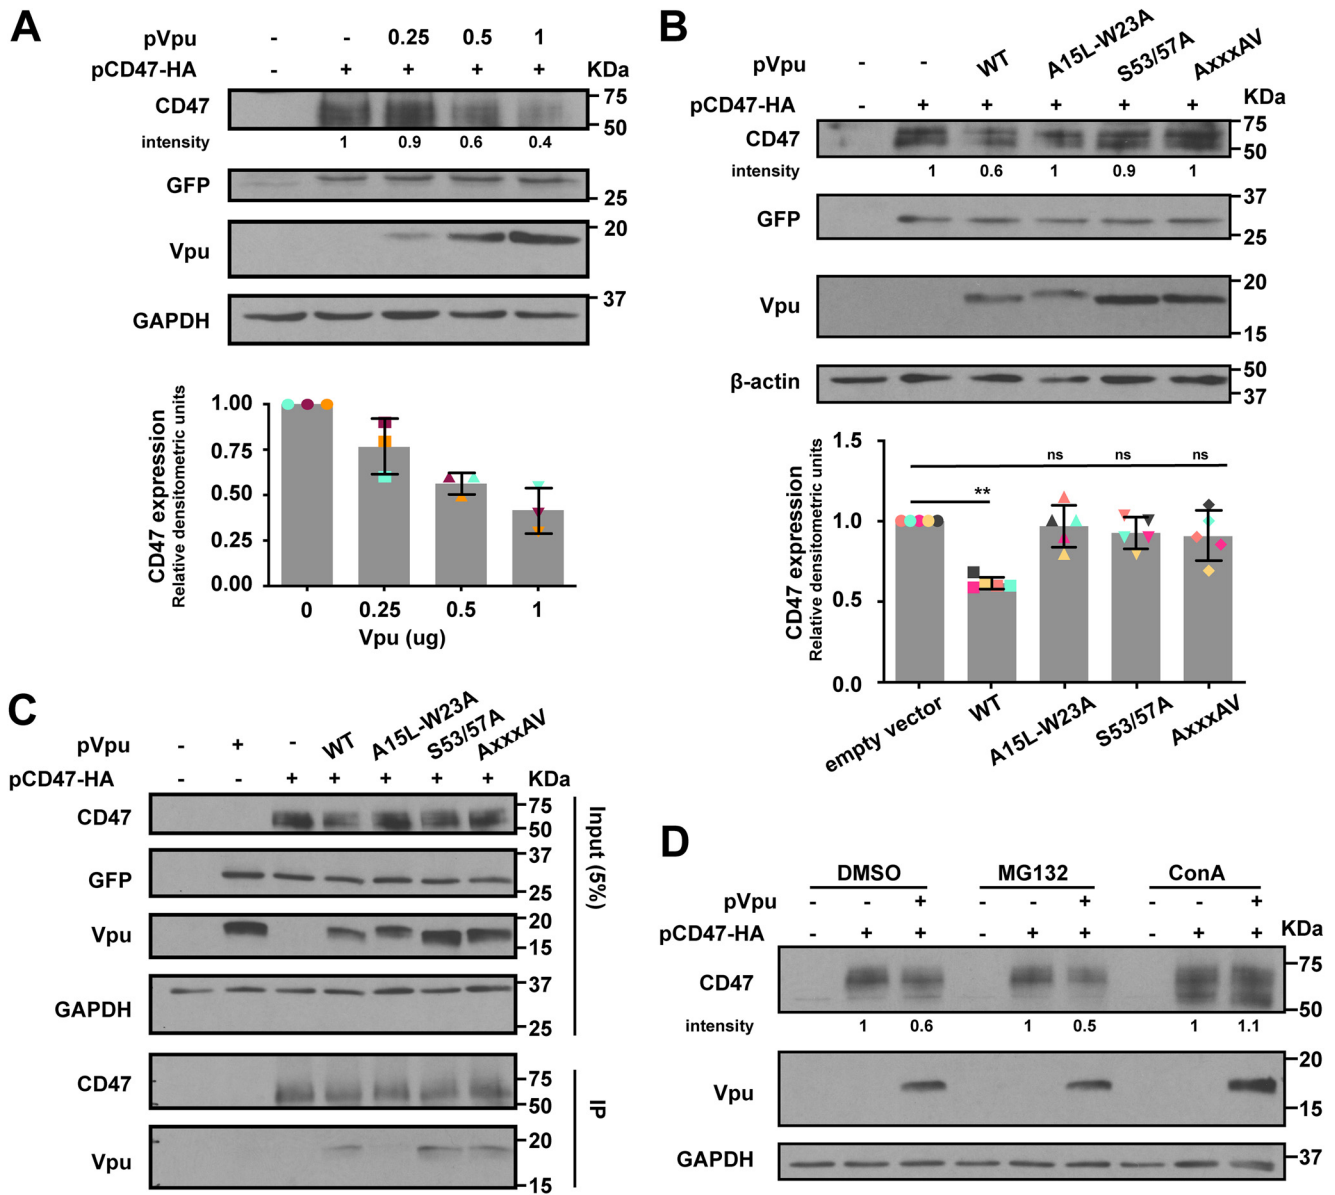 A
pVpu - - 0.25 0.5 1
pCD47-HA - + + + + KDa
CD47 75
50
intensity 1 0.9 0.6 0.4
GFP
25
Vpu 20
GAPDH 37
CD47 expression
Relative densitometric units
1.00
0.75
0.50
0.25
0.00
0 0.25 0.5 1
Vpu (ug)
B
pVpu - - WT A15L-W23A S53/57A AxxxAV
pCD47-HA - + + + + + KDa
CD47 75
50
intensity 1 0.6 1 0.9 1
GFP 37
25
Vpu 20
15
β-actin 50
37
CD47 expression
Relative densitometric units
1.5
1.0
0.5
0.0
ns ns ns
**
empty vector WT A15L-W23A S53/57A AxxxAV
C
pVpu - + - WT A15L-W23A S53/57A AxxxAV
pCD47-HA - - + + + + + KDa
CD47 75
50
GFP 37
25
Vpu 20
15
GAPDH 37
25
Input (5%)
CD47 75
50
Vpu 20
15
IP
D
DMSO MG132 ConA
pVpu - - + - - + - - +
pCD47-HA - + + - + + - + + KDa
CD47 75
50
intensity 1 0.6 1 0.5 1 1.1
Vpu 20
15
GAPDH 37